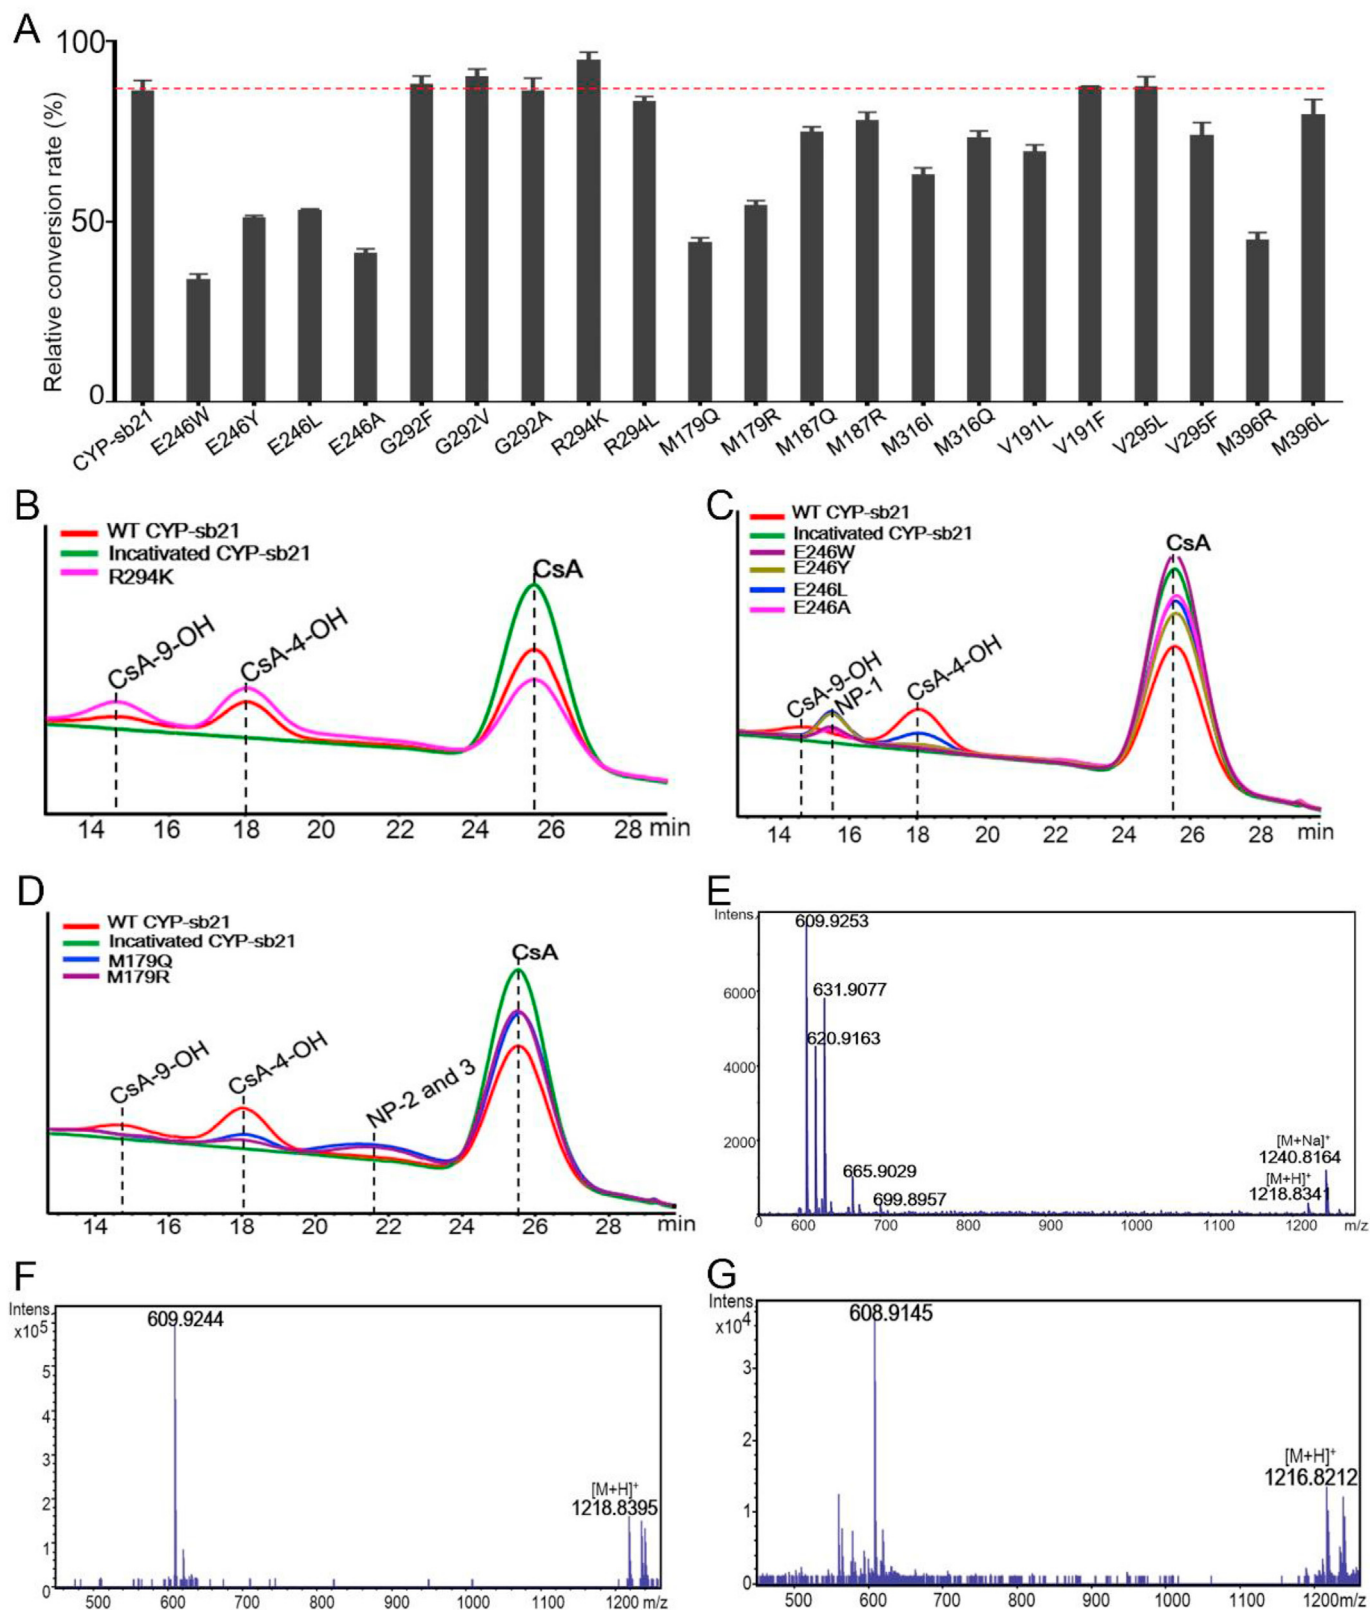 A
Relative conversion rate (%)
100
50
0
CYP-sb21
E246W
E246Y
E246L
E246A
G292F
G292V
G292A
R294K
R294L
M179Q
M179R
M187Q
M187R
M316I
M316Q
V191L
V191F
V295L
V295F
M396R
M396L
B
WT CYP-sb21
Incativated CYP-sb21
R294K
CsA-9-OH
CsA-4-OH
CsA
14 16 18 20 22 24 26 28 min
C
WT CYP-sb21
Incativated CYP-sb21
E246W
E246Y
E246L
E246A
CsA-9-OH
NP-1
CsA-4-OH
CsA
14 16 18 20 22 24 26 28 min
D
WT CYP-sb21
Incativated CYP-sb21
M179Q
M179R
CsA-9-OH
CsA-4-OH
NP-2 and 3
CsA
14 16 18 20 22 24 26 28 min
E
Intens.
609.9253
631.9077
620.9163
665.9029
699.8957
[M+Na]+
1240.8164
[M+H]+
1218.8341
6000
4000
2000
0 600 700 800 900 1000 1100 1200 m/z
F
Intens.
x105
609.9244
[M+H]+
1218.8395
5
4
3
2
1
0
500 600 700 800 900 1000 1100 1200 m/z
G
Intens.
x104
608.9145
[M+H]+
1216.8212
3
2
1
0
500 600 700 800 900 1000 1100 1200 m/z